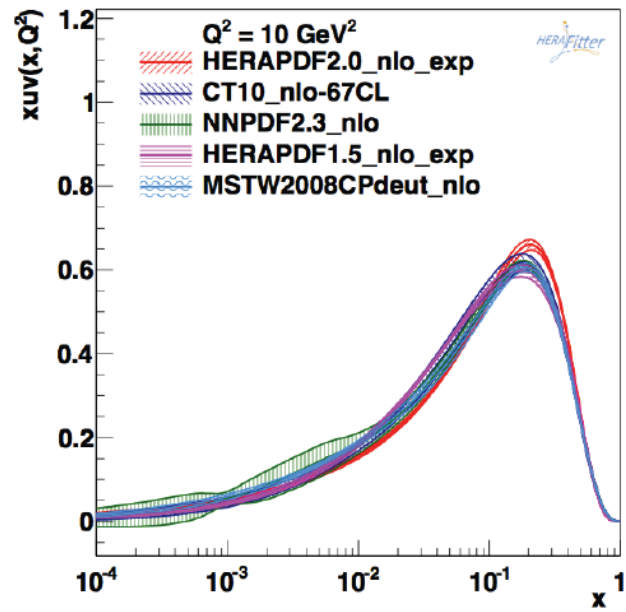 Q² = 10 GeV²
HERAPDF2.0_nlo_exp
CT10_nlo-67CL
NNPDF2.3_nlo
HERAPDF1.5_nlo_exp
MSTW2008CPdeut_nlo
HERAFitter
xuv(x,Q²)
1.2
1
0.8
0.6
0.4
0.2
0
10⁻⁴
10⁻³
10⁻²
10⁻¹
1
x